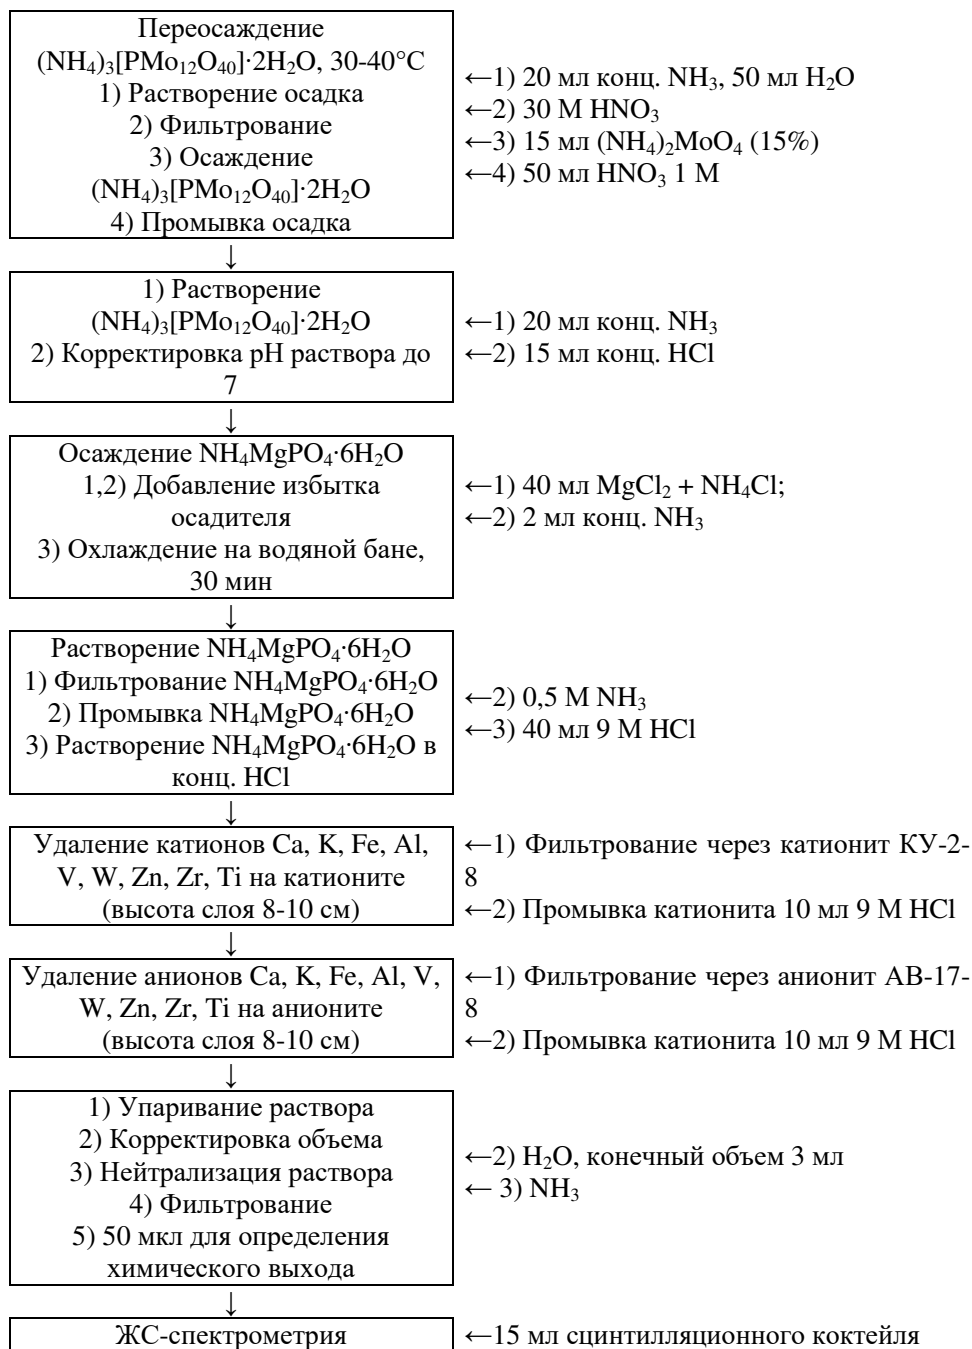 Переосаждение
(NH₄)₃[PMo₁₂O₄₀]·2H₂O, 30-40°C
1) Растворение осадка
2) Фильтрование
3) Осаждение
(NH₄)₃[PMo₁₂O₄₀]·2H₂O
4) Промывка осадка
←1) 20 мл конц. NH₃, 50 мл H₂O
←2) 30 М HNO₃
←3) 15 мл (NH₄)₂MoO₄ (15%)
←4) 50 мл HNO₃ 1 М
↓
1) Растворение
(NH₄)₃[PMo₁₂O₄₀]·2H₂O
2) Корректировка pH раствора до
7
←1) 20 мл конц. NH₃
←2) 15 мл конц. HCl
↓
Осаждение NH₄MgPO₄·6H₂O
1,2) Добавление избытка
осадителя
3) Охлаждение на водяной бане,
30 мин
←1) 40 мл MgCl₂ + NH₄Cl;
←2) 2 мл конц. NH₃
↓
Растворение NH₄MgPO₄·6H₂O
1) Фильтрование NH₄MgPO₄·6H₂O
2) Промывка NH₄MgPO₄·6H₂O
3) Растворение NH₄MgPO₄·6H₂O в
конц. HCl
←2) 0,5 М NH₃
←3) 40 мл 9 М HCl
↓
Удаление катионов Ca, K, Fe, Al,
V, W, Zn, Zr, Ti на катионите
(высота слоя 8-10 см)
←1) Фильтрование через катионит КУ-2-
8
←2) Промывка катионита 10 мл 9 М HCl
↓
Удаление анионов Ca, K, Fe, Al, V,
W, Zn, Zr, Ti на анионите
(высота слоя 8-10 см)
←1) Фильтрование через анионит АВ-17-
8
←2) Промывка катионита 10 мл 9 М HCl
↓
1) Упаривание раствора
2) Корректировка объема
3) Нейтрализация раствора
4) Фильтрование
5) 50 мкл для определения
химического выхода
←2) H₂O, конечный объем 3 мл
← 3) NH₃
↓
ЖС-спектрометрия
←15 мл сцинтилляционного коктейля